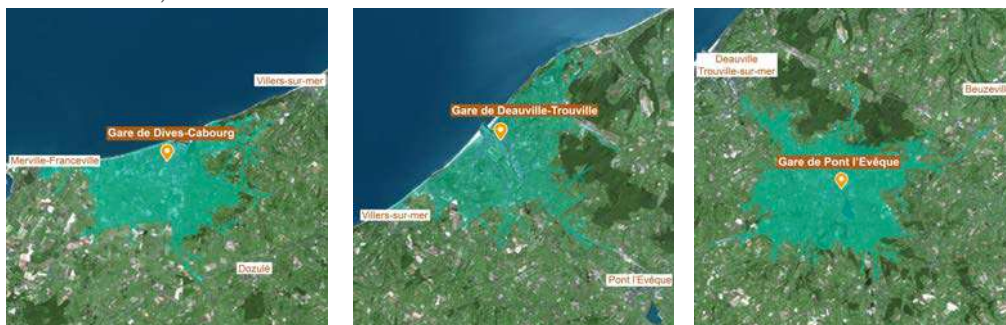 Villers-sur-mer
Gare de Dives-Cabourg
Merville-Franceville
Dozulé
Gare de Deauville-Trouville
Villers-sur-mer
Pont l'Evêque
Deauville
Trouville-sur-mer
Beuzevill
Gare de Pont l'Evêque